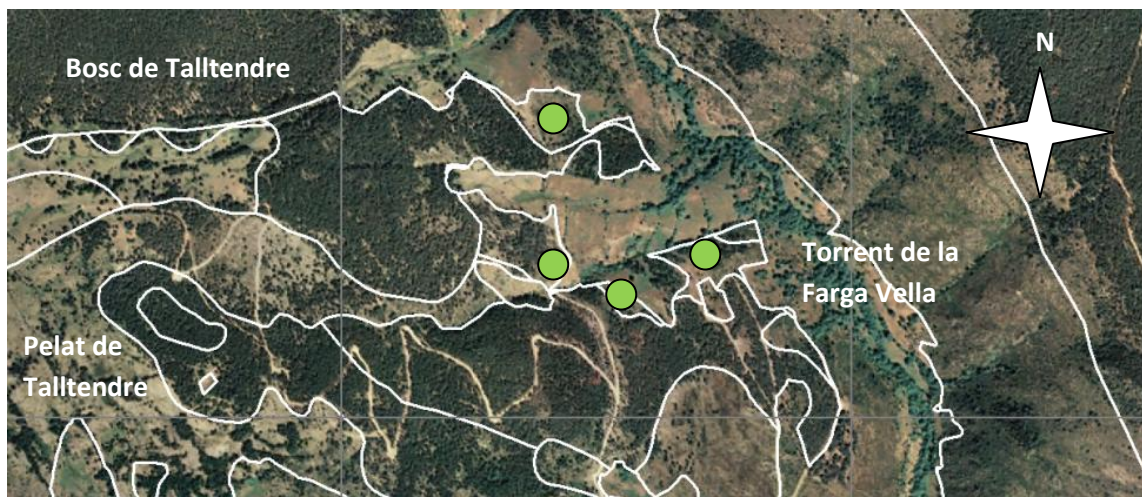 Bosc de Talltendre
N
Torrent de la
Farga Vella
Pelat de
Talltendre